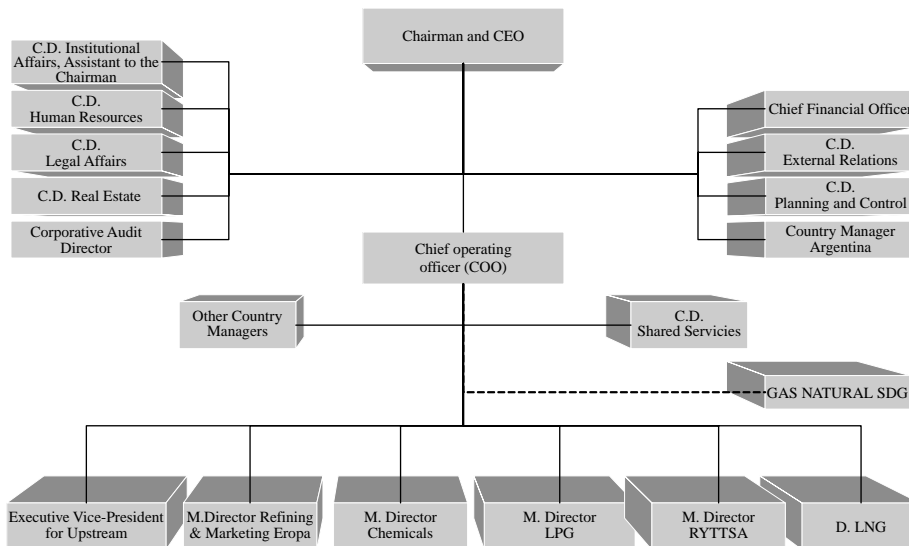 Chairman and CEO
C.D. Institutional
Affairs, Assistant to the
Chairman
C.D.
Human Resources
C.D.
Legal Affairs
C.D. Real Estate
Corporative Audit
Director
Chief Financial Officer
C.D.
External Relations
C.D.
Planning and Control
Country Manager
Argentina
Chief operating
officer (COO)
Other Country
Managers
C.D.
Shared Servicies
GAS NATURAL SDG
Executive Vice-President
for Upstream
M.Director Refining
& Marketing Eropa
M. Director
Chemicals
M. Director
LPG
M. Director
RYTTSA
D. LNG